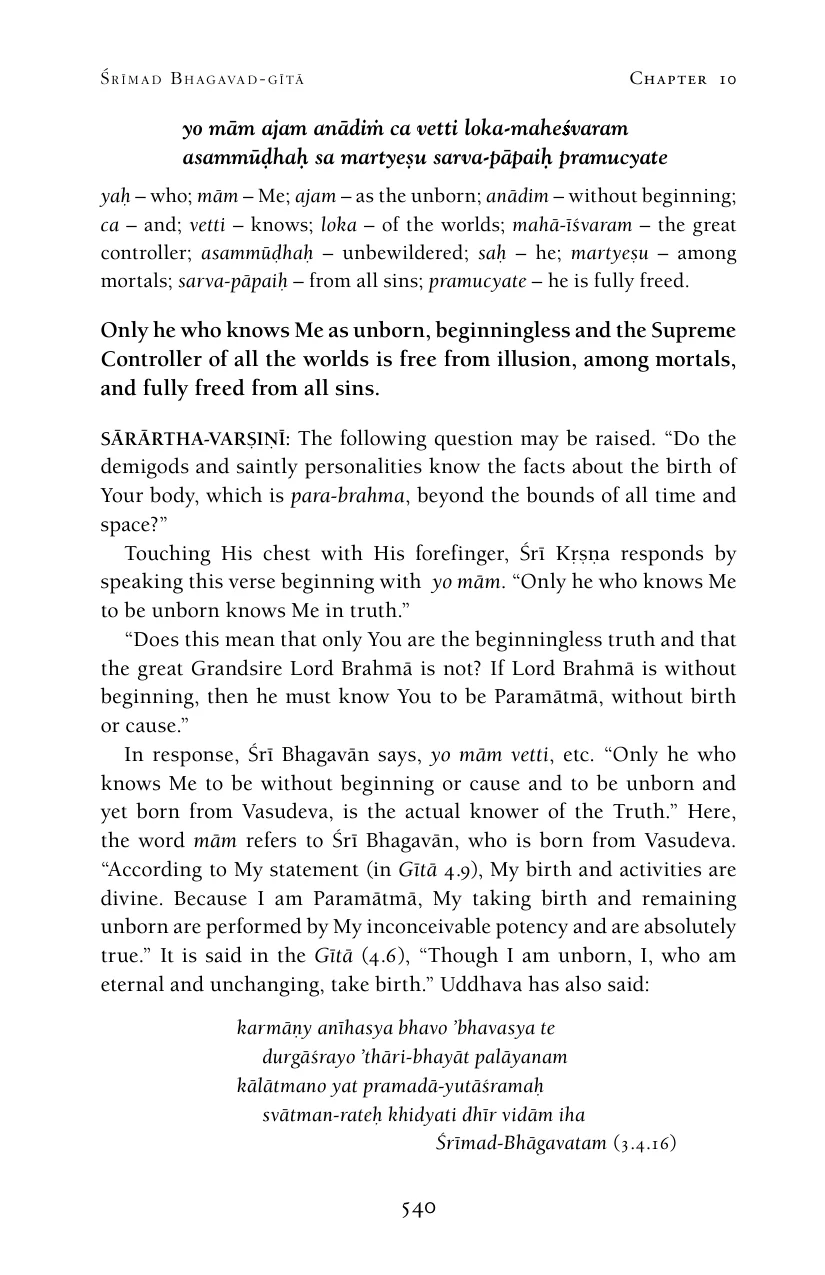 Śrīmad Bhagavad-gītā Chapter 10
yo mām ajam anādiṁ ca vetti loka-maheśvaram
asammūḍhaḥ sa martyeṣu sarva-pāpaiḥ pramucyate
yaḥ – who; mām – Me; ajam – as the unborn; anādim – without beginning;
ca – and; vetti – knows; loka – of the worlds; mahā-īśvaram – the great
controller; asammūḍhaḥ – unbewildered; saḥ – he; martyeṣu – among
mortals; sarva-pāpaiḥ – from all sins; pramucyate – he is fully freed.
Only he who knows Me as unborn, beginningless and the Supreme
Controller of all the worlds is free from illusion, among mortals,
and fully freed from all sins.
SĀRĀRTHA-VARṢIṆĪ: The following question may be raised. “Do the
demigods and saintly personalities know the facts about the birth of
Your body, which is para-brahma, beyond the bounds of all time and
space?”
Touching His chest with His forefinger, Śrī Kṛṣṇa responds by
speaking this verse beginning with yo mām. “Only he who knows Me
to be unborn knows Me in truth.”
“Does this mean that only You are the beginningless truth and that
the great Grandsire Lord Brahmā is not? If Lord Brahmā is without
beginning, then he must know You to be Paramātmā, without birth
or cause.”
In response, Śrī Bhagavān says, yo mām vetti, etc. “Only he who
knows Me to be without beginning or cause and to be unborn and
yet born from Vasudeva, is the actual knower of the Truth.” Here,
the word mām refers to Śrī Bhagavān, who is born from Vasudeva.
“According to My statement (in Gītā 4.9), My birth and activities are
divine. Because I am Paramātmā, My taking birth and remaining
unborn are performed by My inconceivable potency and are absolutely
true.” It is said in the Gītā (4.6), “Though I am unborn, I, who am
eternal and unchanging, take birth.” Uddhava has also said:
karmāṇy anīhasya bhavo ’bhavasya te
durgāśrayo ’thāri-bhayāt palāyanam
kālātmano yat pramadā-yutāśramaḥ
svātman-rateḥ khidyati dhīr vidām iha
Śrīmad-Bhāgavatam (3.4.16)
540